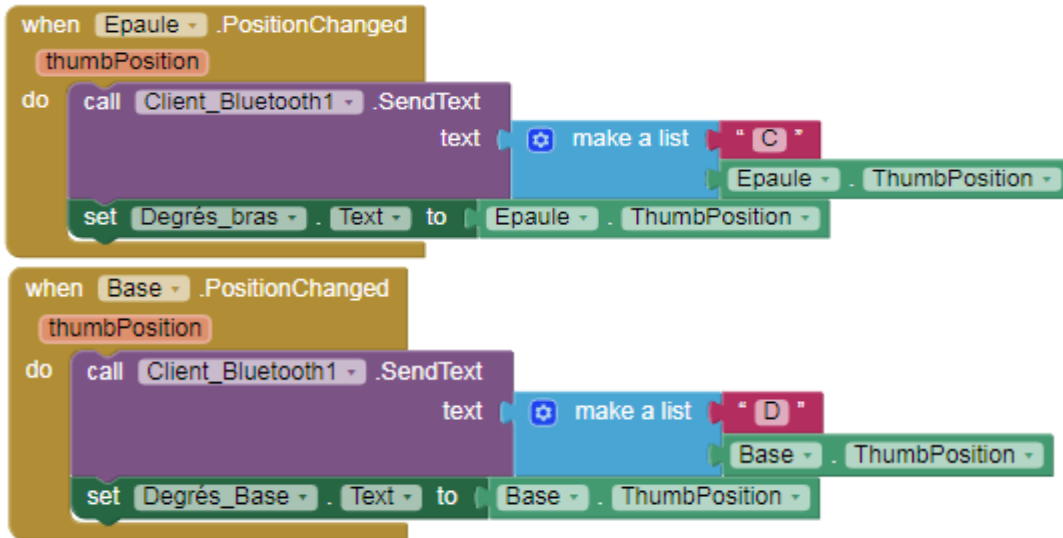 when Epaule .PositionChanged
thumbPosition
do call Client_Bluetooth1 .SendText
text make a list " C "
Epaule . ThumbPosition
set Degrés_bras . Text to Epaule . ThumbPosition
when Base .PositionChanged
thumbPosition
do call Client_Bluetooth1 .SendText
text make a list " D "
Base . ThumbPosition
set Degrés_Base . Text to Base . ThumbPosition